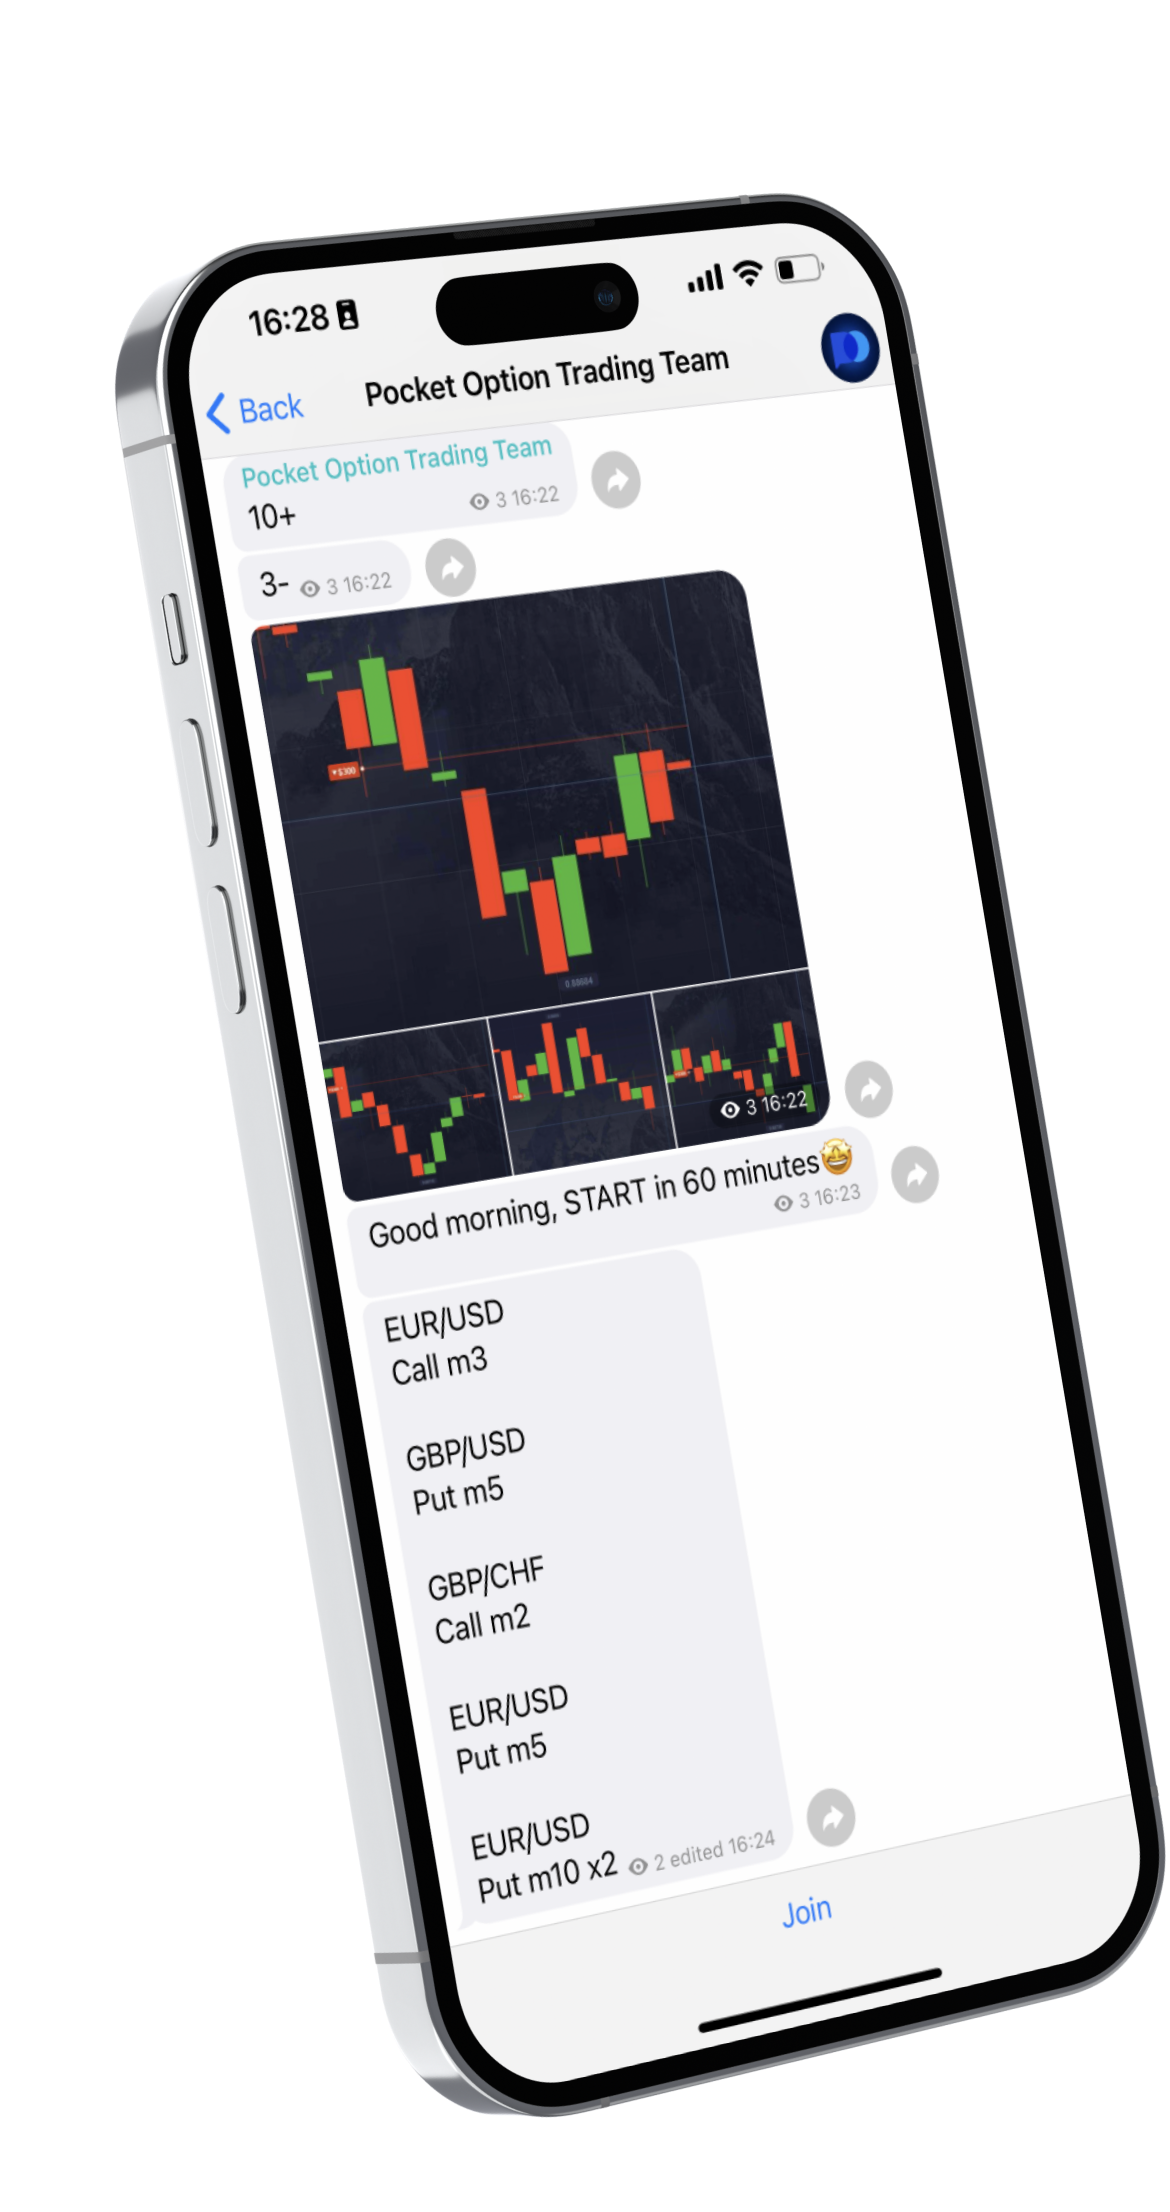 16:28
Back
Pocket Option Trading Team
Pocket Option Trading Team
10+
3 16:22
3- 3 16:22
$300
0.88684
3 16:22
Good morning, START in 60 minutes🤩
3 16:23
EUR/USD
Call m3
GBP/USD
Put m5
GBP/CHF
Call m2
EUR/USD
Put m5
EUR/USD
Put m10 x2 2 edited 16:24
Join